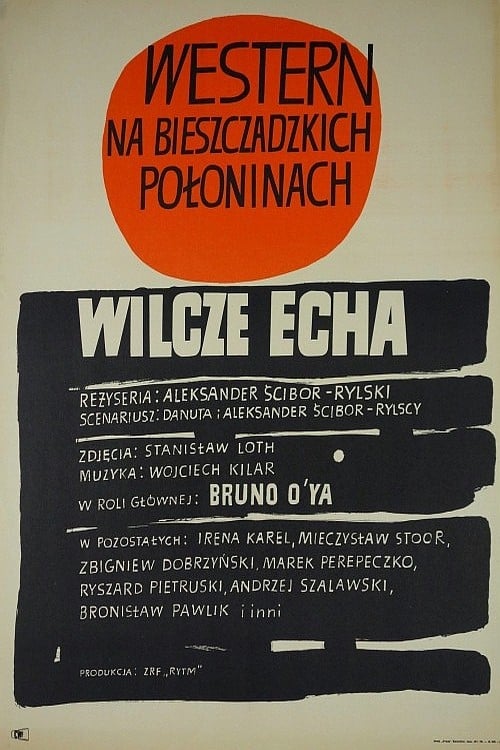 WESTERN
NA BIESZCZADZKICH
POŁONINACH
WILCZE ECHA
REŻYSERIA: ALEKSANDER ŚCIBOR-RYLSKI
SCENARIUSZ: DANUTA i ALEKSANDER ŚCIBOR-RYLSCY
ZDJĘCIA: STANISŁAW LOTH
MUZYKA: WOJCIECH KILAR
W ROLI GŁÓWNEJ: BRUNO O'YA
W POZOSTAŁYCH: IRENA KAREL, MIECZYSŁAW STOOR,
ZBIGNIEW DOBRZYŃSKI, MAREK PEREPECZKO,
RYSZARD PIETRUSKI, ANDRZEJ SZALAWSKI,
BRONISŁAW PAWLIK i inni
PRODUKCJA: ZRF „RYTM"